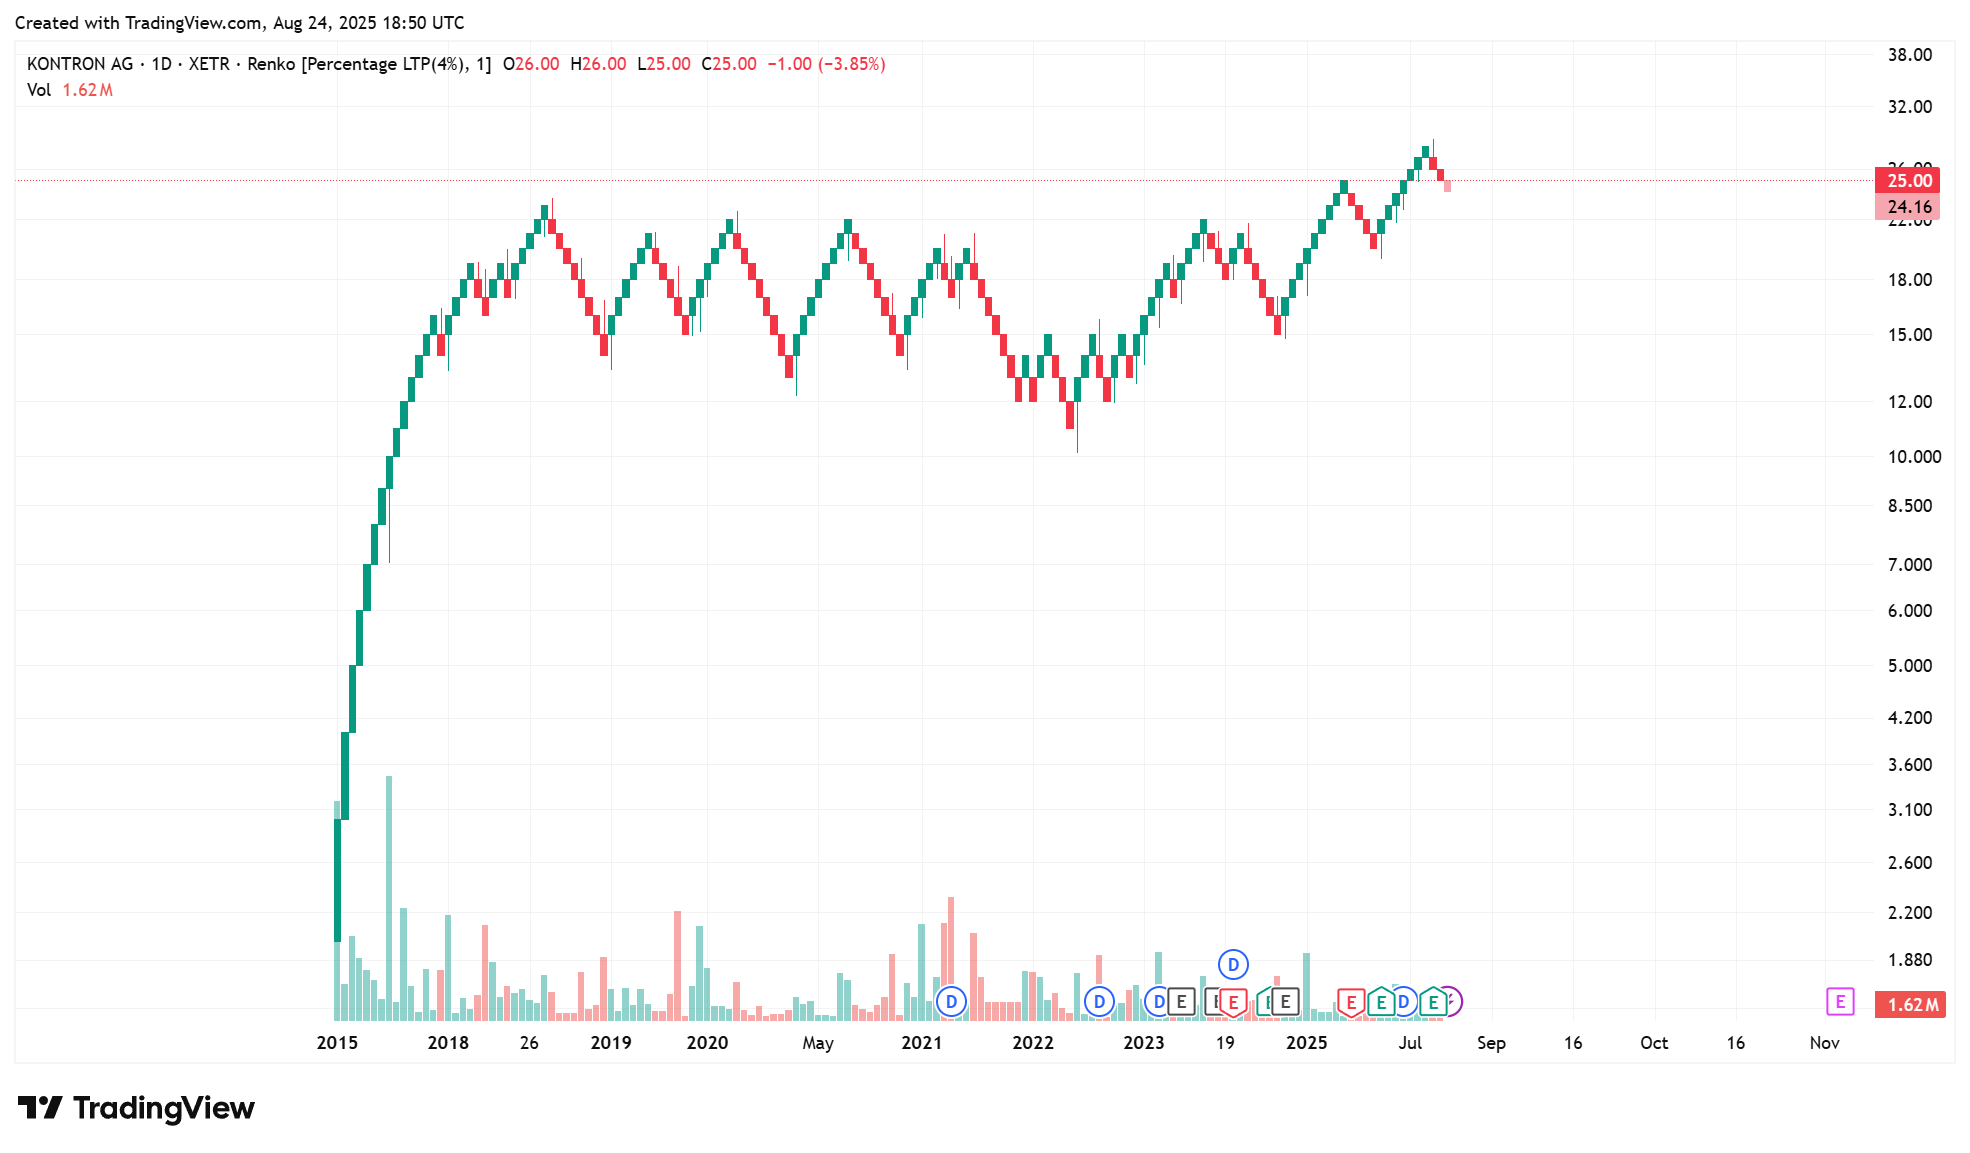 Created with TradingView.com, Aug 24, 2025 18:50 UTC
KONTRON AG · 1D · XETR · Renko [Percentage LTP(4%), 1] O26.00 H26.00 L25.00 C25.00 −1.00 (−3.85%)
Vol 1.62 M
38.00
32.00
26.00
25.00
24.16
22.00
18.00
15.00
12.00
10.000
8.500
7.000
6.000
5.000
4.200
3.600
3.100
2.600
2.200
1.880
D
D D D E E E E E E E D E E
1.62 M
2015 2018 26 2019 2020 May 2021 2022 2023 19 2025 Jul Sep 16 Oct 16 Nov
TradingView